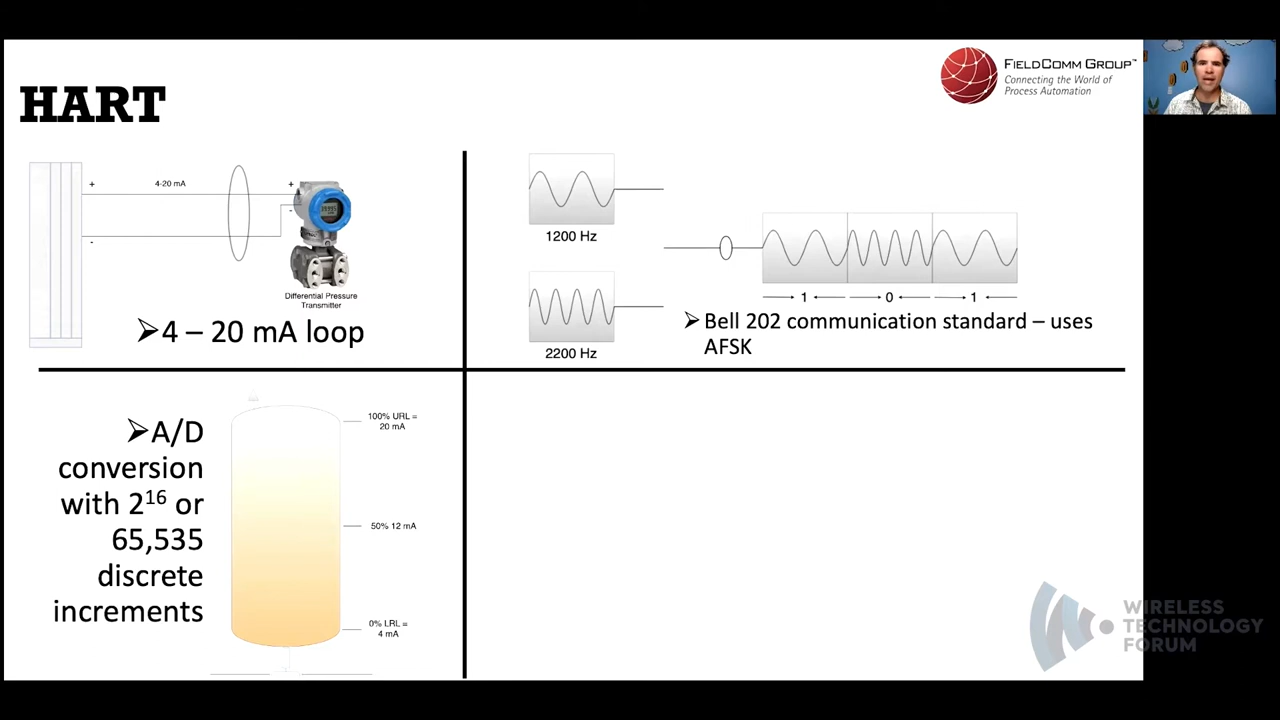 HART
FIELDCOMM GROUP™
Connecting the World of
Process Automation
+
4-20 mA
+
-
-
Differential Pressure
Transmitter
➢4 – 20 mA loop
1200 Hz
2200 Hz
1 0 1
➢Bell 202 communication standard – uses
AFSK
➢A/D
conversion
with 2¹⁶ or
65,535
discrete
increments
100% URL =
20 mA
50% 12 mA
0% LRL =
4 mA
WIRELESS
TECHNOLOGY
FORUM